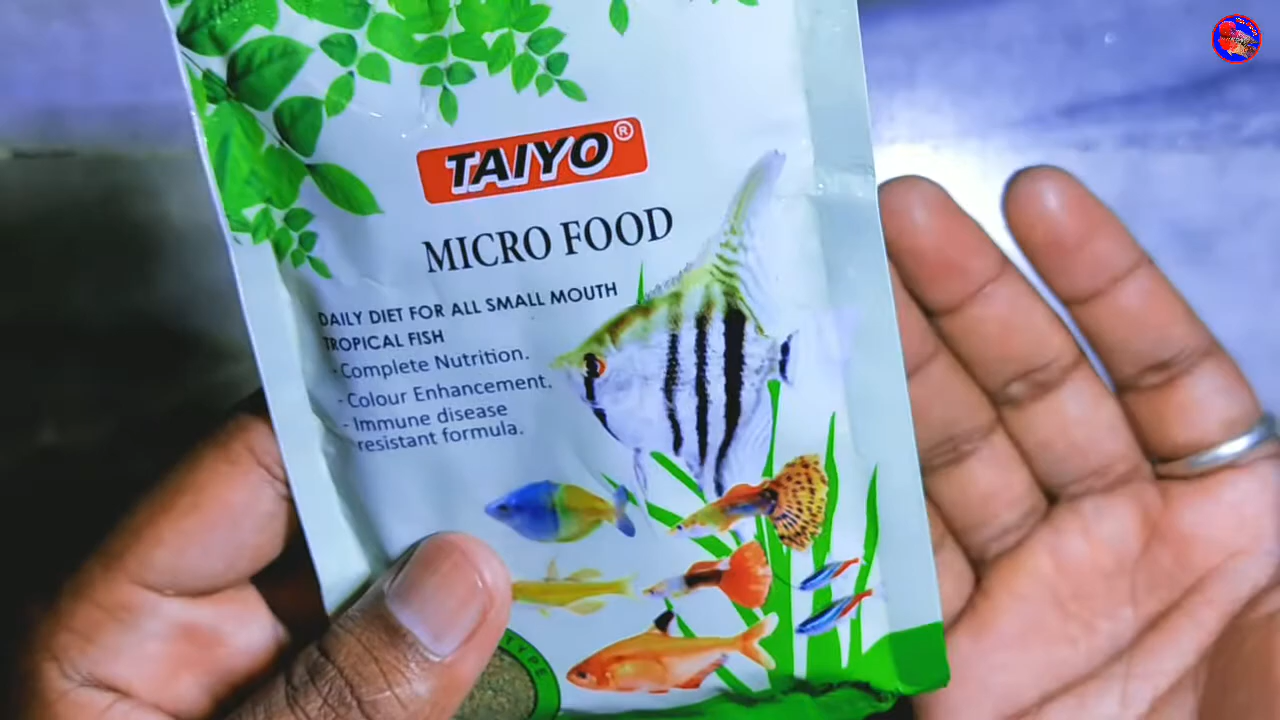 TAIYO®
MICRO FOOD
DAILY DIET FOR ALL SMALL MOUTH
TROPICAL FISH
- Complete Nutrition.
- Colour Enhancement.
- Immune disease
resistant formula.
TYPE